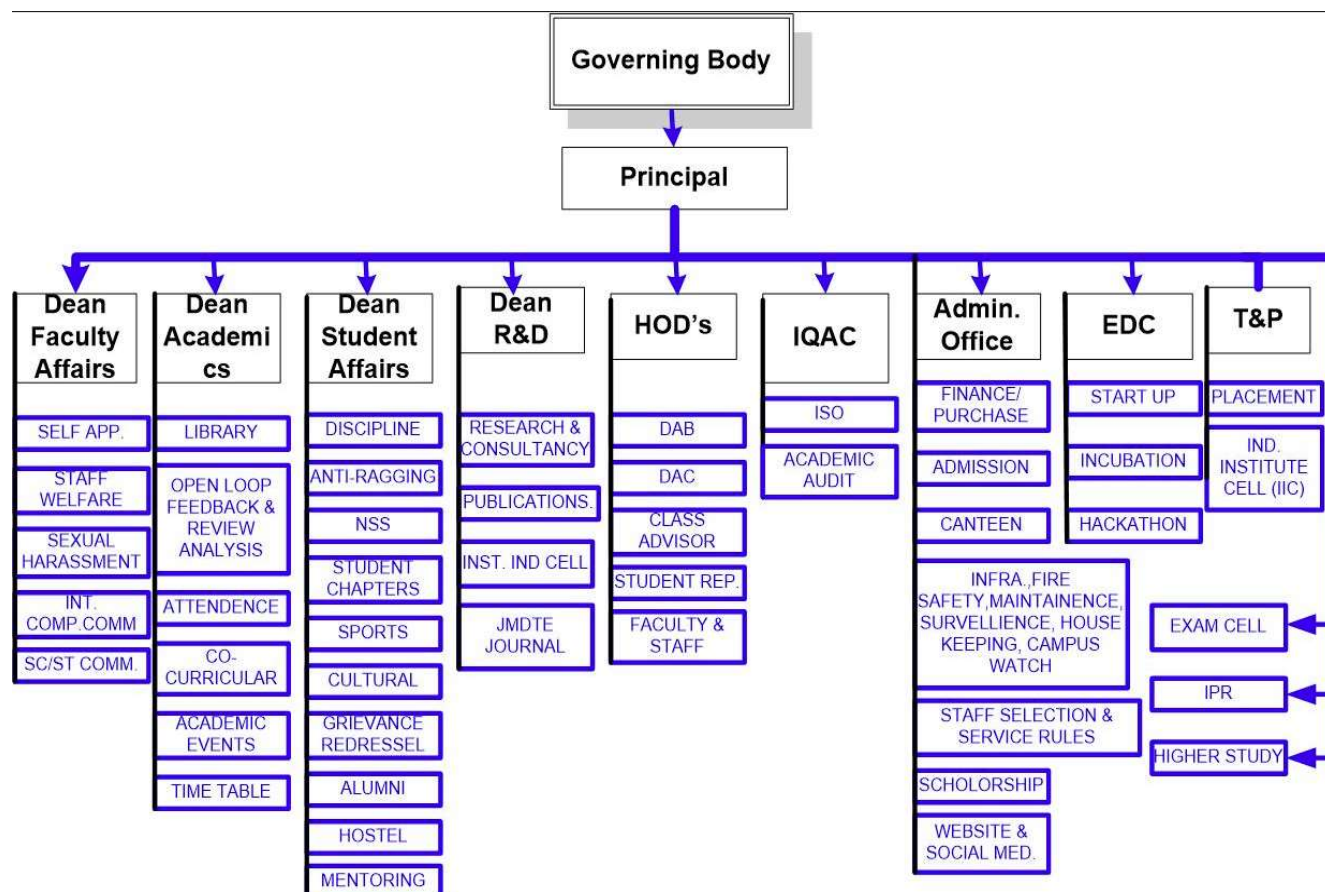 Governing Body
Principal
Dean
Faculty
Affairs
SELF APP.
STAFF
WELFARE
SEXUAL
HARASSMENT
INT.
COMP.COMM
SC/ST COMM.
Dean
Academi
cs
LIBRARY
OPEN LOOP
FEEDBACK &
REVIEW
ANALYSIS
ATTENDENCE
CO-
CURRICULAR
ACADEMIC
EVENTS
TIME TABLE
Dean
Student
Affairs
DISCIPLINE
ANTI-RAGGING
NSS
STUDENT
CHAPTERS
SPORTS
CULTURAL
GRIEVANCE
REDRESSEL
ALUMNI
HOSTEL
MENTORING
Dean
R&D
RESEARCH &
CONSULTANCY
PUBLICATIONS.
INST. IND CELL
JMDTE
JOURNAL
HOD's
DAB
DAC
CLASS
ADVISOR
STUDENT REP.
FACULTY &
STAFF
IQAC
ISO
ACADEMIC
AUDIT
Admin.
Office
FINANCE/
PURCHASE
ADMISSION
CANTEEN
INFRA.,FIRE
SAFETY,MAINTAINENCE,
SURVELLIENCE, HOUSE
KEEPING, CAMPUS
WATCH
STAFF SELECTION &
SERVICE RULES
SCHOLORSHIP
WEBSITE &
SOCIAL MED.
EDC
START UP
INCUBATION
HACKATHON
T&P
PLACEMENT
IND.
INSTITUTE
CELL (IIC)
EXAM CELL
IPR
HIGHER STUDY